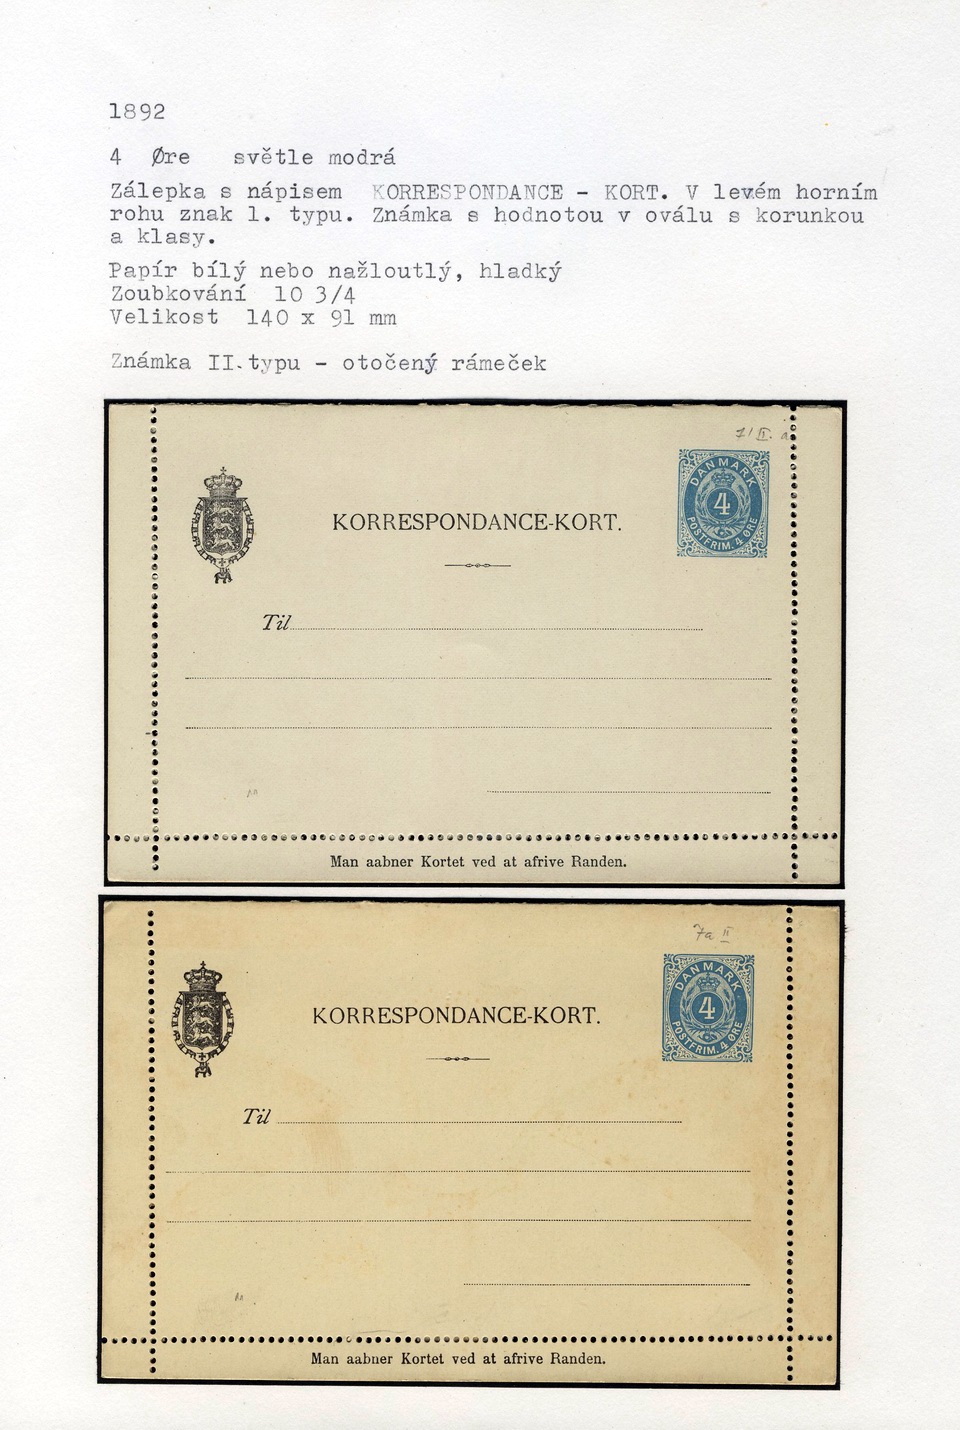 1892
4 Øre světle modrá
Zálepka s nápisem KORRESPONDANCE - KORT. V levém horním
rohu znak 1. typu. Známka s hodnotou v oválu s korunkou
a klasy.
Papír bílý nebo nažloutlý, hladký
Zoubkování 10 3/4
Velikost 140 x 91 mm
Známka II.typu - otočený rámeček
DANMARK
4
POSTFRIM. 4 ØRE
KORRESPONDANCE-KORT.
Til
Man aabner Kortet ved at afrive Randen.
7a II
DANMARK
4
POSTFRIM. 4 ØRE
KORRESPONDANCE-KORT.
Til
Man aabner Kortet ved at afrive Randen.